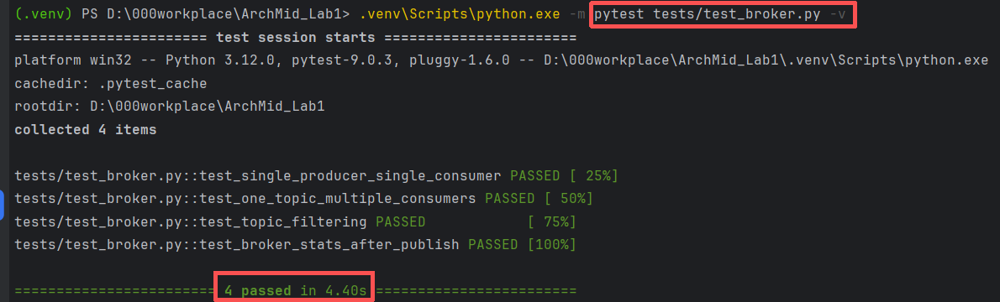 (.venv) PS D:\000workplace\ArchMid_Lab1> .venv\Scripts\python.exe -m pytest tests/test_broker.py -v
======================= test session starts =======================
platform win32 -- Python 3.12.0, pytest-9.0.3, pluggy-1.6.0 -- D:\000workplace\ArchMid_Lab1\.venv\Scripts\python.exe
cachedir: .pytest_cache
rootdir: D:\000workplace\ArchMid_Lab1
collected 4 items
tests/test_broker.py::test_single_producer_single_consumer PASSED [ 25%]
tests/test_broker.py::test_one_topic_multiple_consumers PASSED [ 50%]
tests/test_broker.py::test_topic_filtering PASSED            [ 75%]
tests/test_broker.py::test_broker_stats_after_publish PASSED [100%]
======================== 4 passed in 4.40s ========================